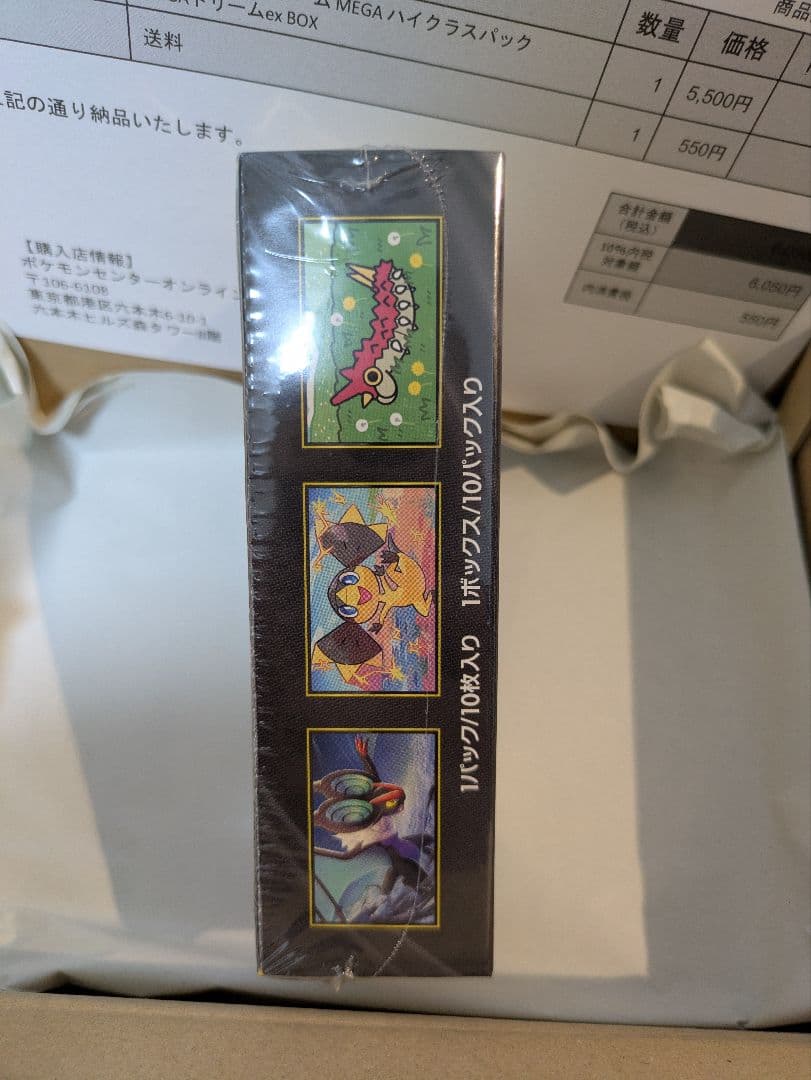 商品
ム MEGA ハイクラスパック
ドリームex BOX
数量
価格
1
5,500円
送料
1
550円
記の通り納品いたします。
合計金額
(税込)
10%内税
対象額
6,050円
内消費税
550円
【購入店情報】
ポケモンセンターオンライン
〒106-6108
東京都港区六本木6-10-1
六本木ヒルズ森タワー8階
1パック/10枚入り 1ボックス/10パック入り